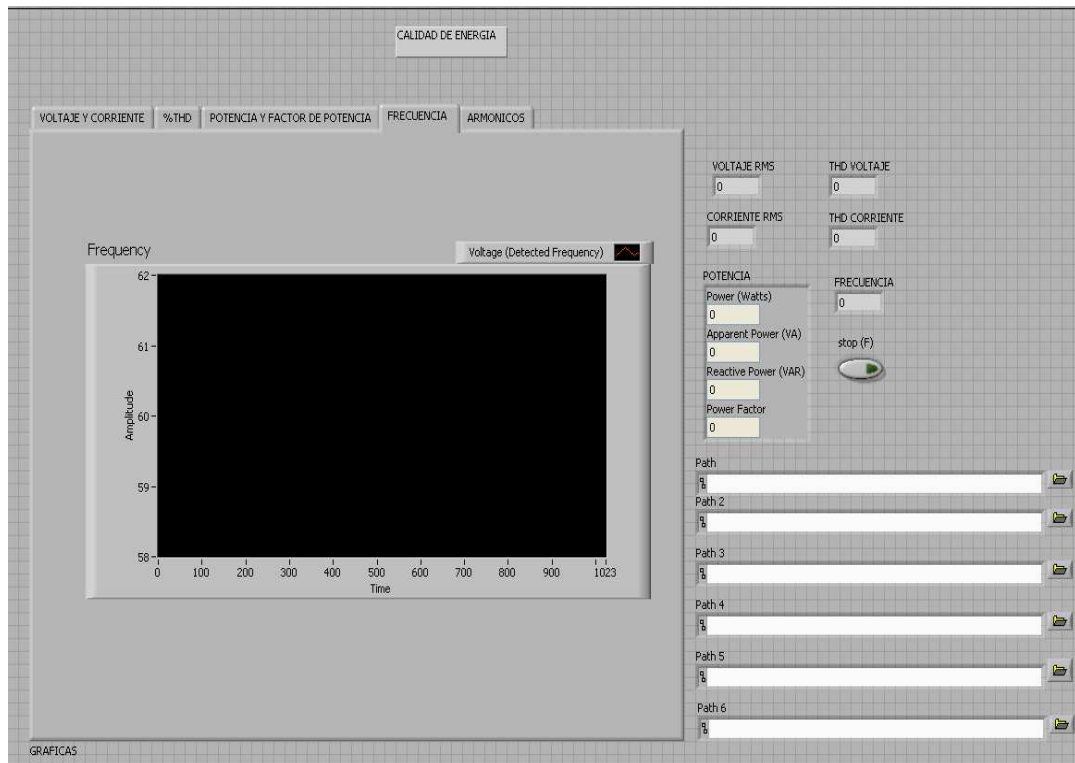 CALIDAD DE ENERGIA
VOLTAJE Y CORRIENTE
%THD
POTENCIA Y FACTOR DE POTENCIA
FRECUENCIA
ARMONICOS
Frequency
Voltage (Detected Frequency)
62
61
60
59
58
Amplitude
0 100 200 300 400 500 600 700 800 900 1023
Time
GRAFICAS
VOLTAJE RMS
0
THD VOLTAJE
0
CORRIENTE RMS
0
THD CORRIENTE
0
POTENCIA
Power (Watts)
0
Apparent Power (VA)
0
Reactive Power (VAR)
0
Power Factor
0
FRECUENCIA
0
stop (F)
Path
Path 2
Path 3
Path 4
Path 5
Path 6